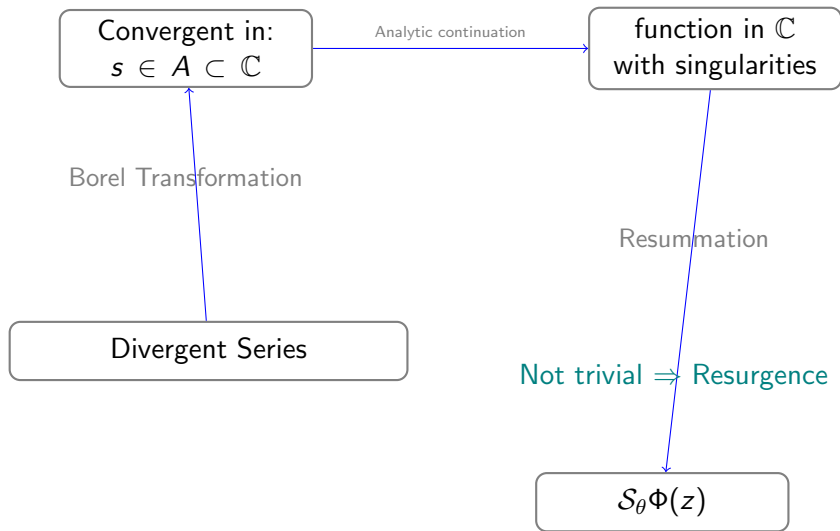 Convergent in:
s ∈ A ⊂ ℂ
Analytic continuation
function in ℂ
with singularities
Borel Transformation
Resummation
Divergent Series
Not trivial ⇒ Resurgence
𝒮_θΦ(z)